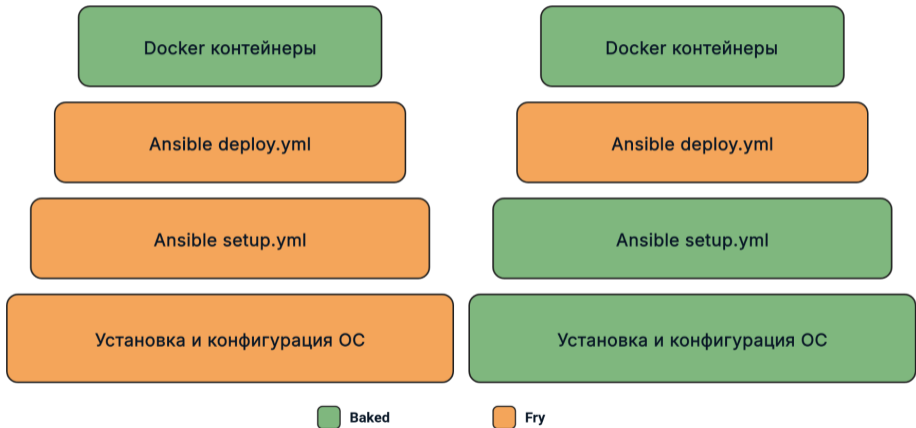 Docker контейнеры
Ansible deploy.yml
Ansible setup.yml
Установка и конфигурация ОС
Docker контейнеры
Ansible deploy.yml
Ansible setup.yml
Установка и конфигурация ОС
Baked
Fry